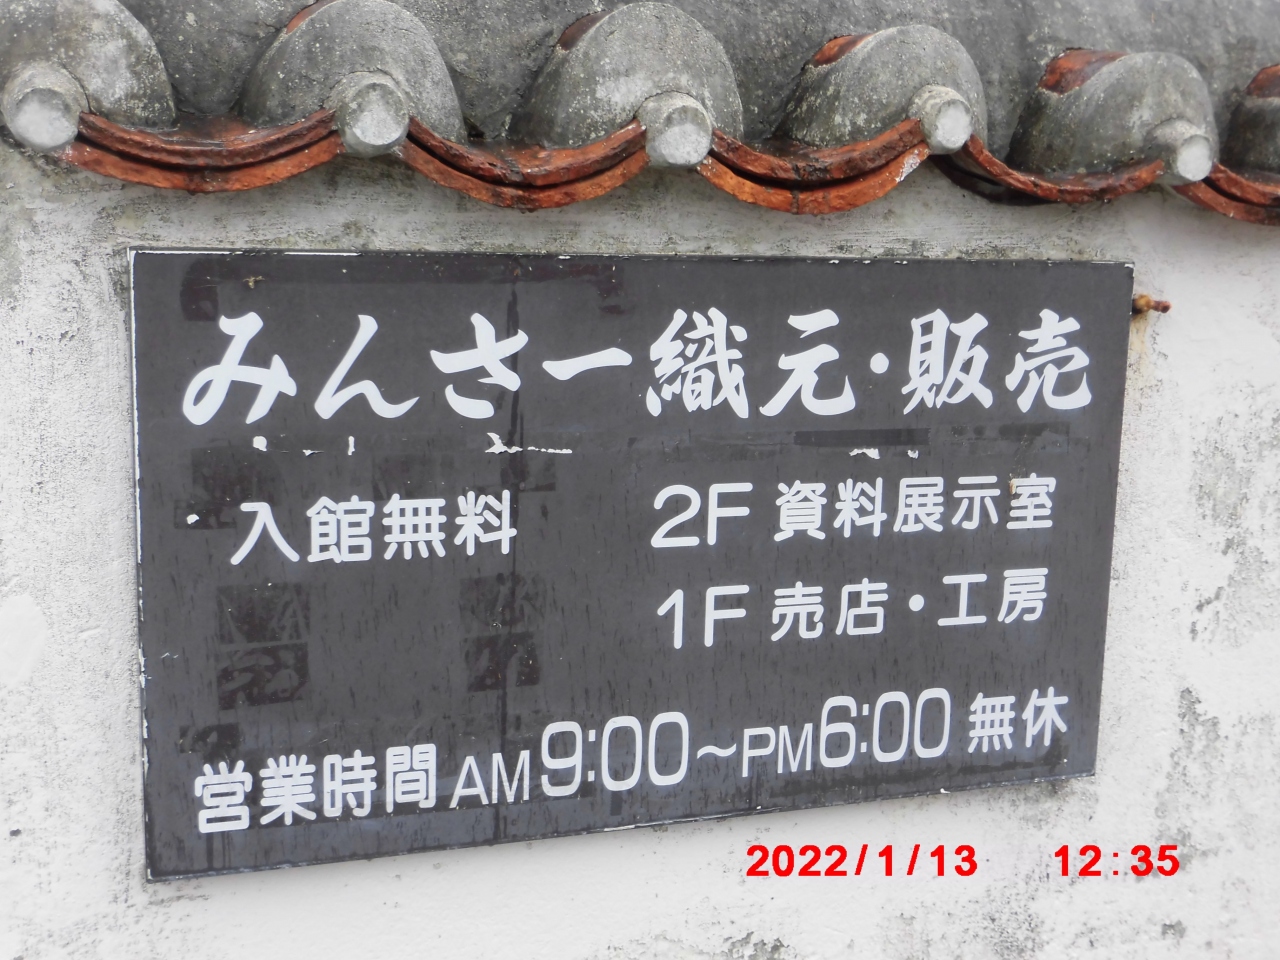 みんさー織元・販売
入館無料
2F 資料展示室
1F 売店・工房
営業時間 AM9:00~PM6:00 無休
2022/1/13 12:35